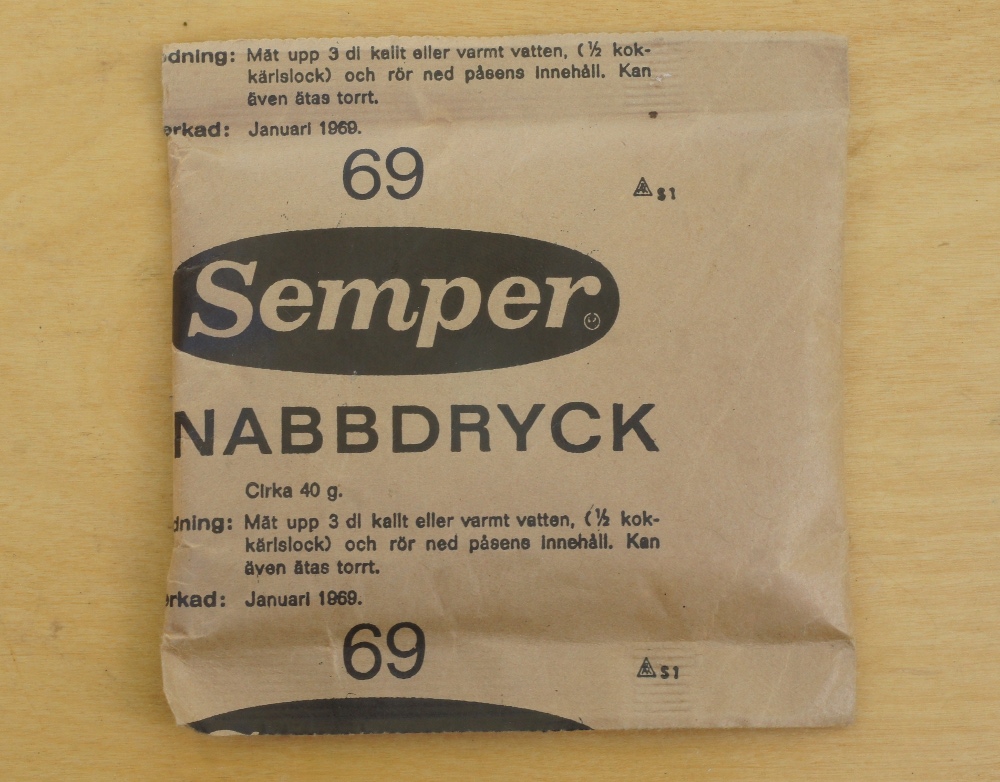 dning: Mät upp 3 dl kallt eller varmt vatten, (½ kok-
kärlslock) och rör ned påsens innehåll. Kan
även ätas torrt.
erkad: Januari 1969.
69
S1
Semper
NABBDRYCK
Cirka 40 g.
dning: Mät upp 3 dl kallt eller varmt vatten, (½ kok-
kärlslock) och rör ned påsens innehåll. Kan
även ätas torrt.
erkad: Januari 1969.
69
S1